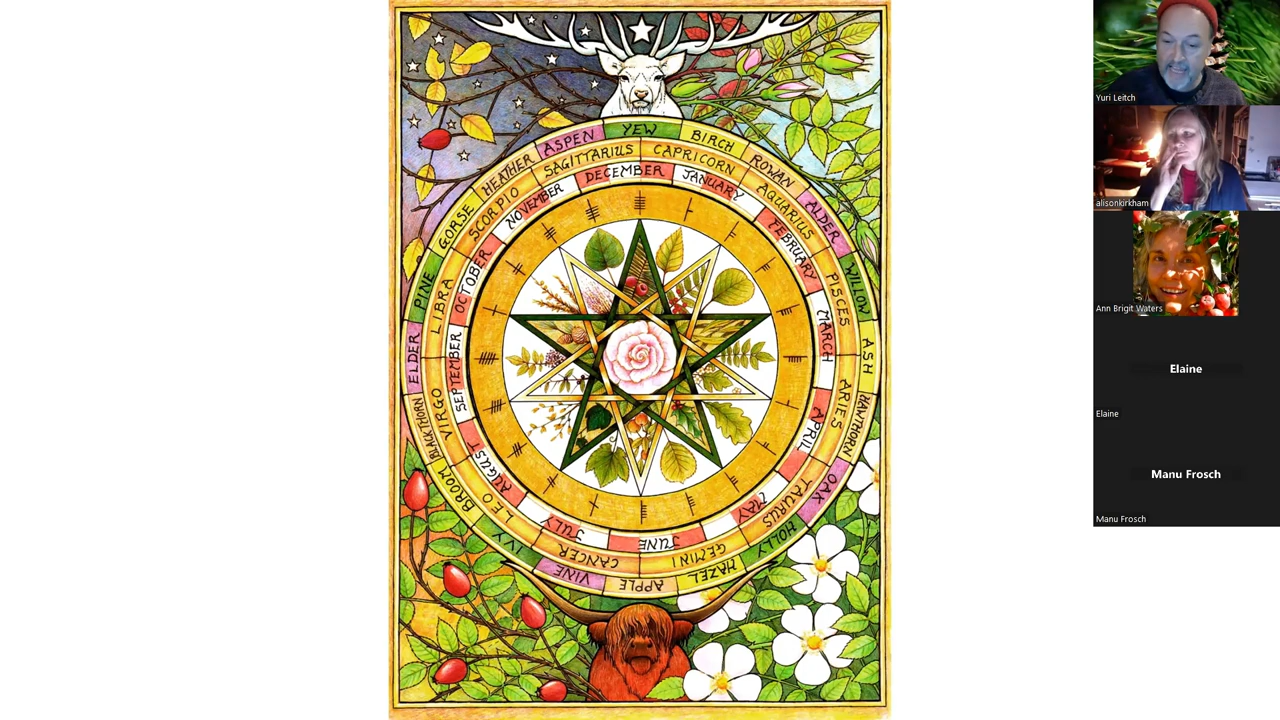 YEW
BIRCH
ROWAN
ALDER
WILLOW
ASH
HAWTHORN
OAK
HOLLY
HAZEL
APPLE
VINE
IVY
BROOM
BLACKTHORN
ELDER
PINE
GORSE
HEATHER
ASPEN
SAGITTARIUS
CAPRICORN
AQUARIUS
PISCES
ARIES
TAURUS
GEMINI
CANCER
LEO
VIRGO
LIBRA
SCORPIO
DECEMBER
JANUARY
FEBRUARY
MARCH
APRIL
MAY
JUNE
JULY
AUGUST
SEPTEMBER
OCTOBER
NOVEMBER
Yuri Leitch
alisonkirkham
Ann Brigit Waters
Elaine
Elaine
Manu Frosch
Manu Frosch